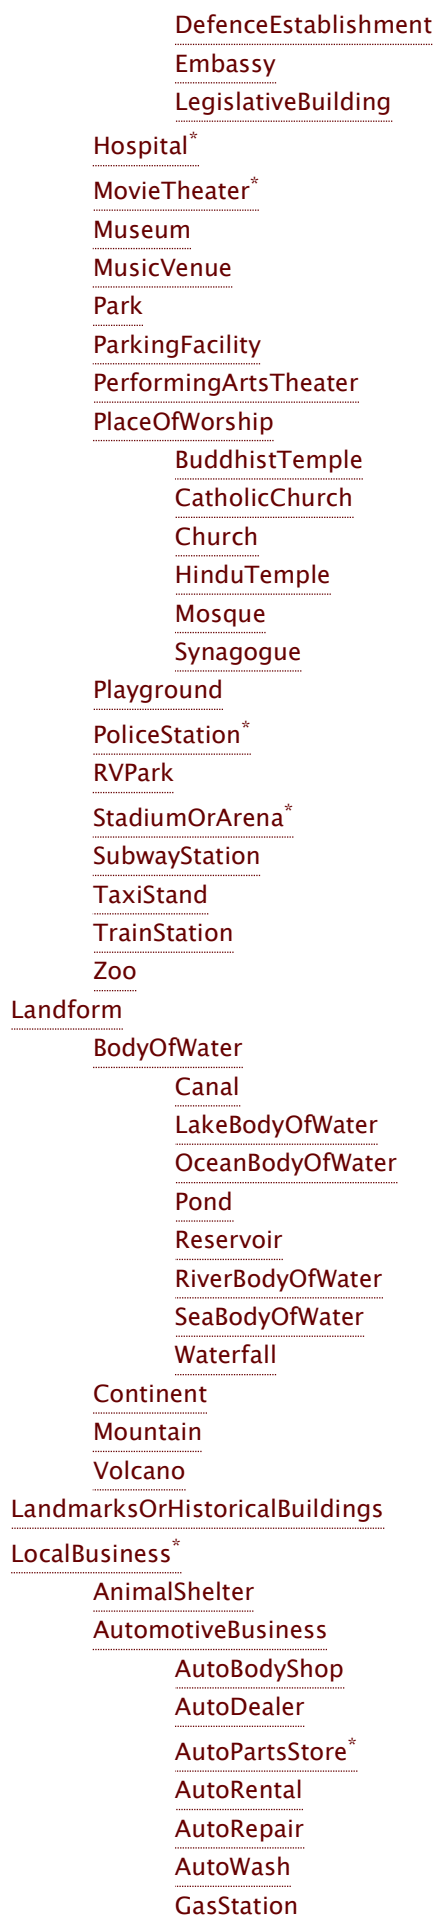 DefenceEstablishment
Embassy
LegislativeBuilding
Hospital*
MovieTheater*
Museum
MusicVenue
Park
ParkingFacility
PerformingArtsTheater
PlaceOfWorship
BuddhistTemple
CatholicChurch
Church
HinduTemple
Mosque
Synagogue
Playground
PoliceStation*
RVPark
StadiumOrArena*
SubwayStation
TaxiStand
TrainStation
Zoo
Landform
BodyOfWater
Canal
LakeBodyOfWater
OceanBodyOfWater
Pond
Reservoir
RiverBodyOfWater
SeaBodyOfWater
Waterfall
Continent
Mountain
Volcano
LandmarksOrHistoricalBuildings
LocalBusiness*
AnimalShelter
AutomotiveBusiness
AutoBodyShop
AutoDealer
AutoPartsStore*
AutoRental
AutoRepair
AutoWash
GasStation